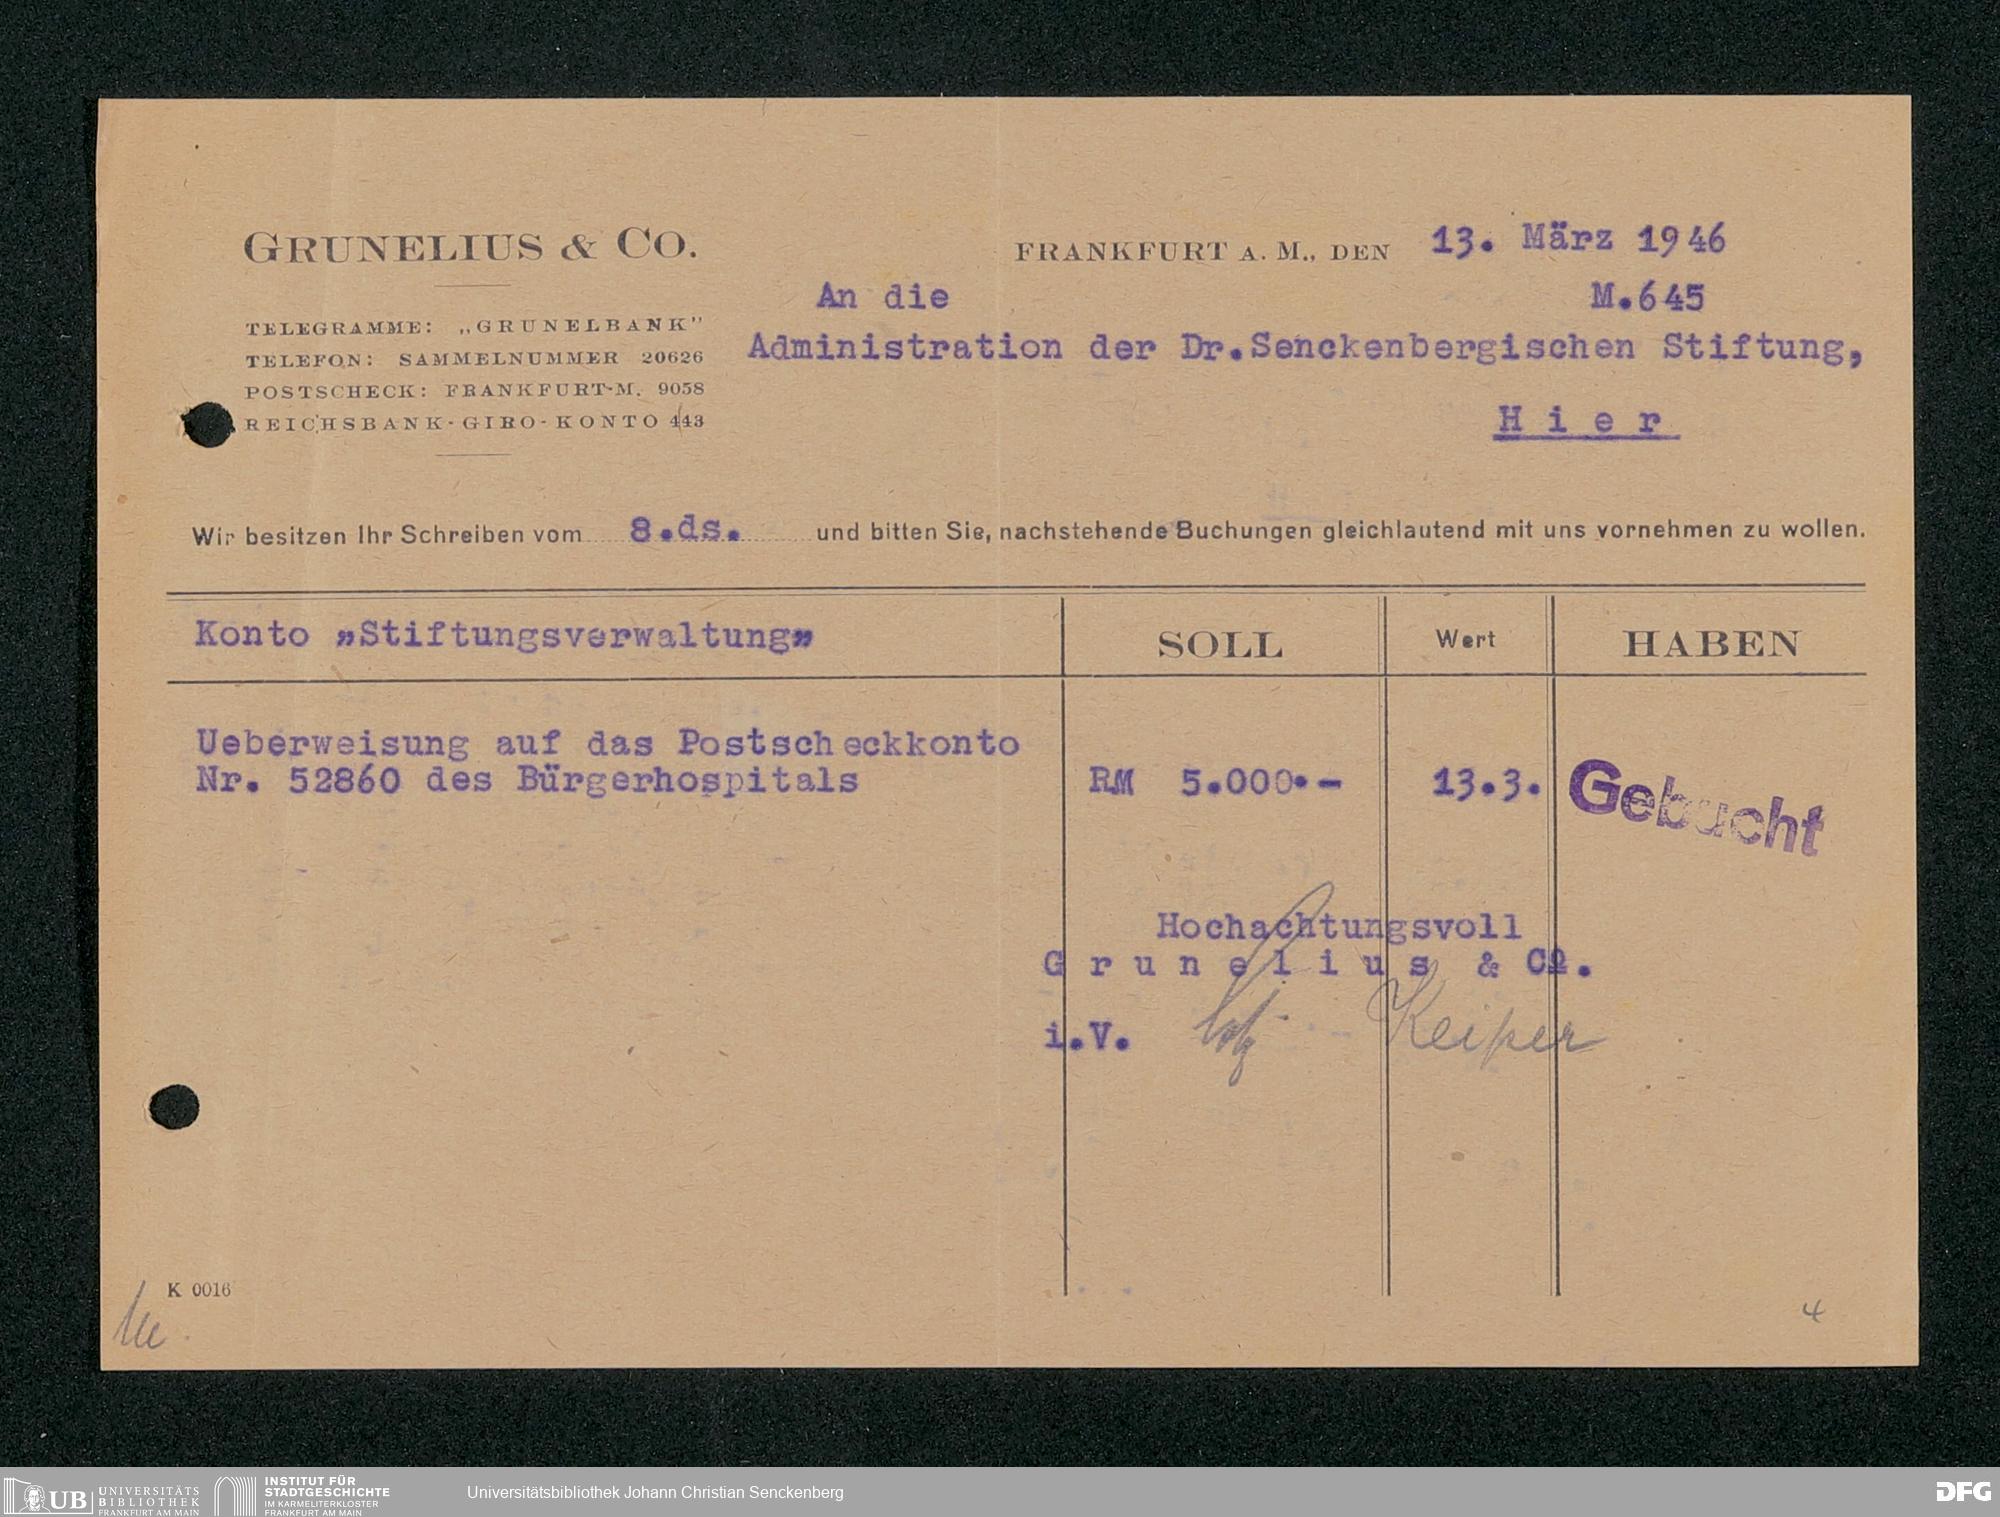 GRUNELIUS & CO.
TELEGRAMME: „GRUNELBANK"
TELEFON: SAMMELNUMMER 20626
POSTSCHECK: FRANKFURT-M. 9058
REICHSBANK-GIRO-KONTO 443
FRANKFURT A. M., DEN 13. März 1946
An die M.645
Administration der Dr.Senckenbergischen Stiftung,
Hier
Wir besitzen Ihr Schreiben vom 8.ds. und bitten Sie, nachstehende Buchungen gleichlautend mit uns vornehmen zu wollen.
Konto „Stiftungsverwaltung" SOLL Wert HABEN
Ueberweisung auf das Postscheckkonto
Nr. 52860 des Bürgerhospitals RM 5.000.- 13.3. Gebucht
Hochachtungsvoll
Grunelius & Co.
i.V. Keiper
K 0016
4
UB UNIVERSITÄTS
BIBLIOTHEK
FRANKFURT AM MAIN
INSTITUT FÜR
STADTGESCHICHTE
IM KARMELITERKLOSTER
FRANKFURT AM MAIN
Universitätsbibliothek Johann Christian Senckenberg
DFG